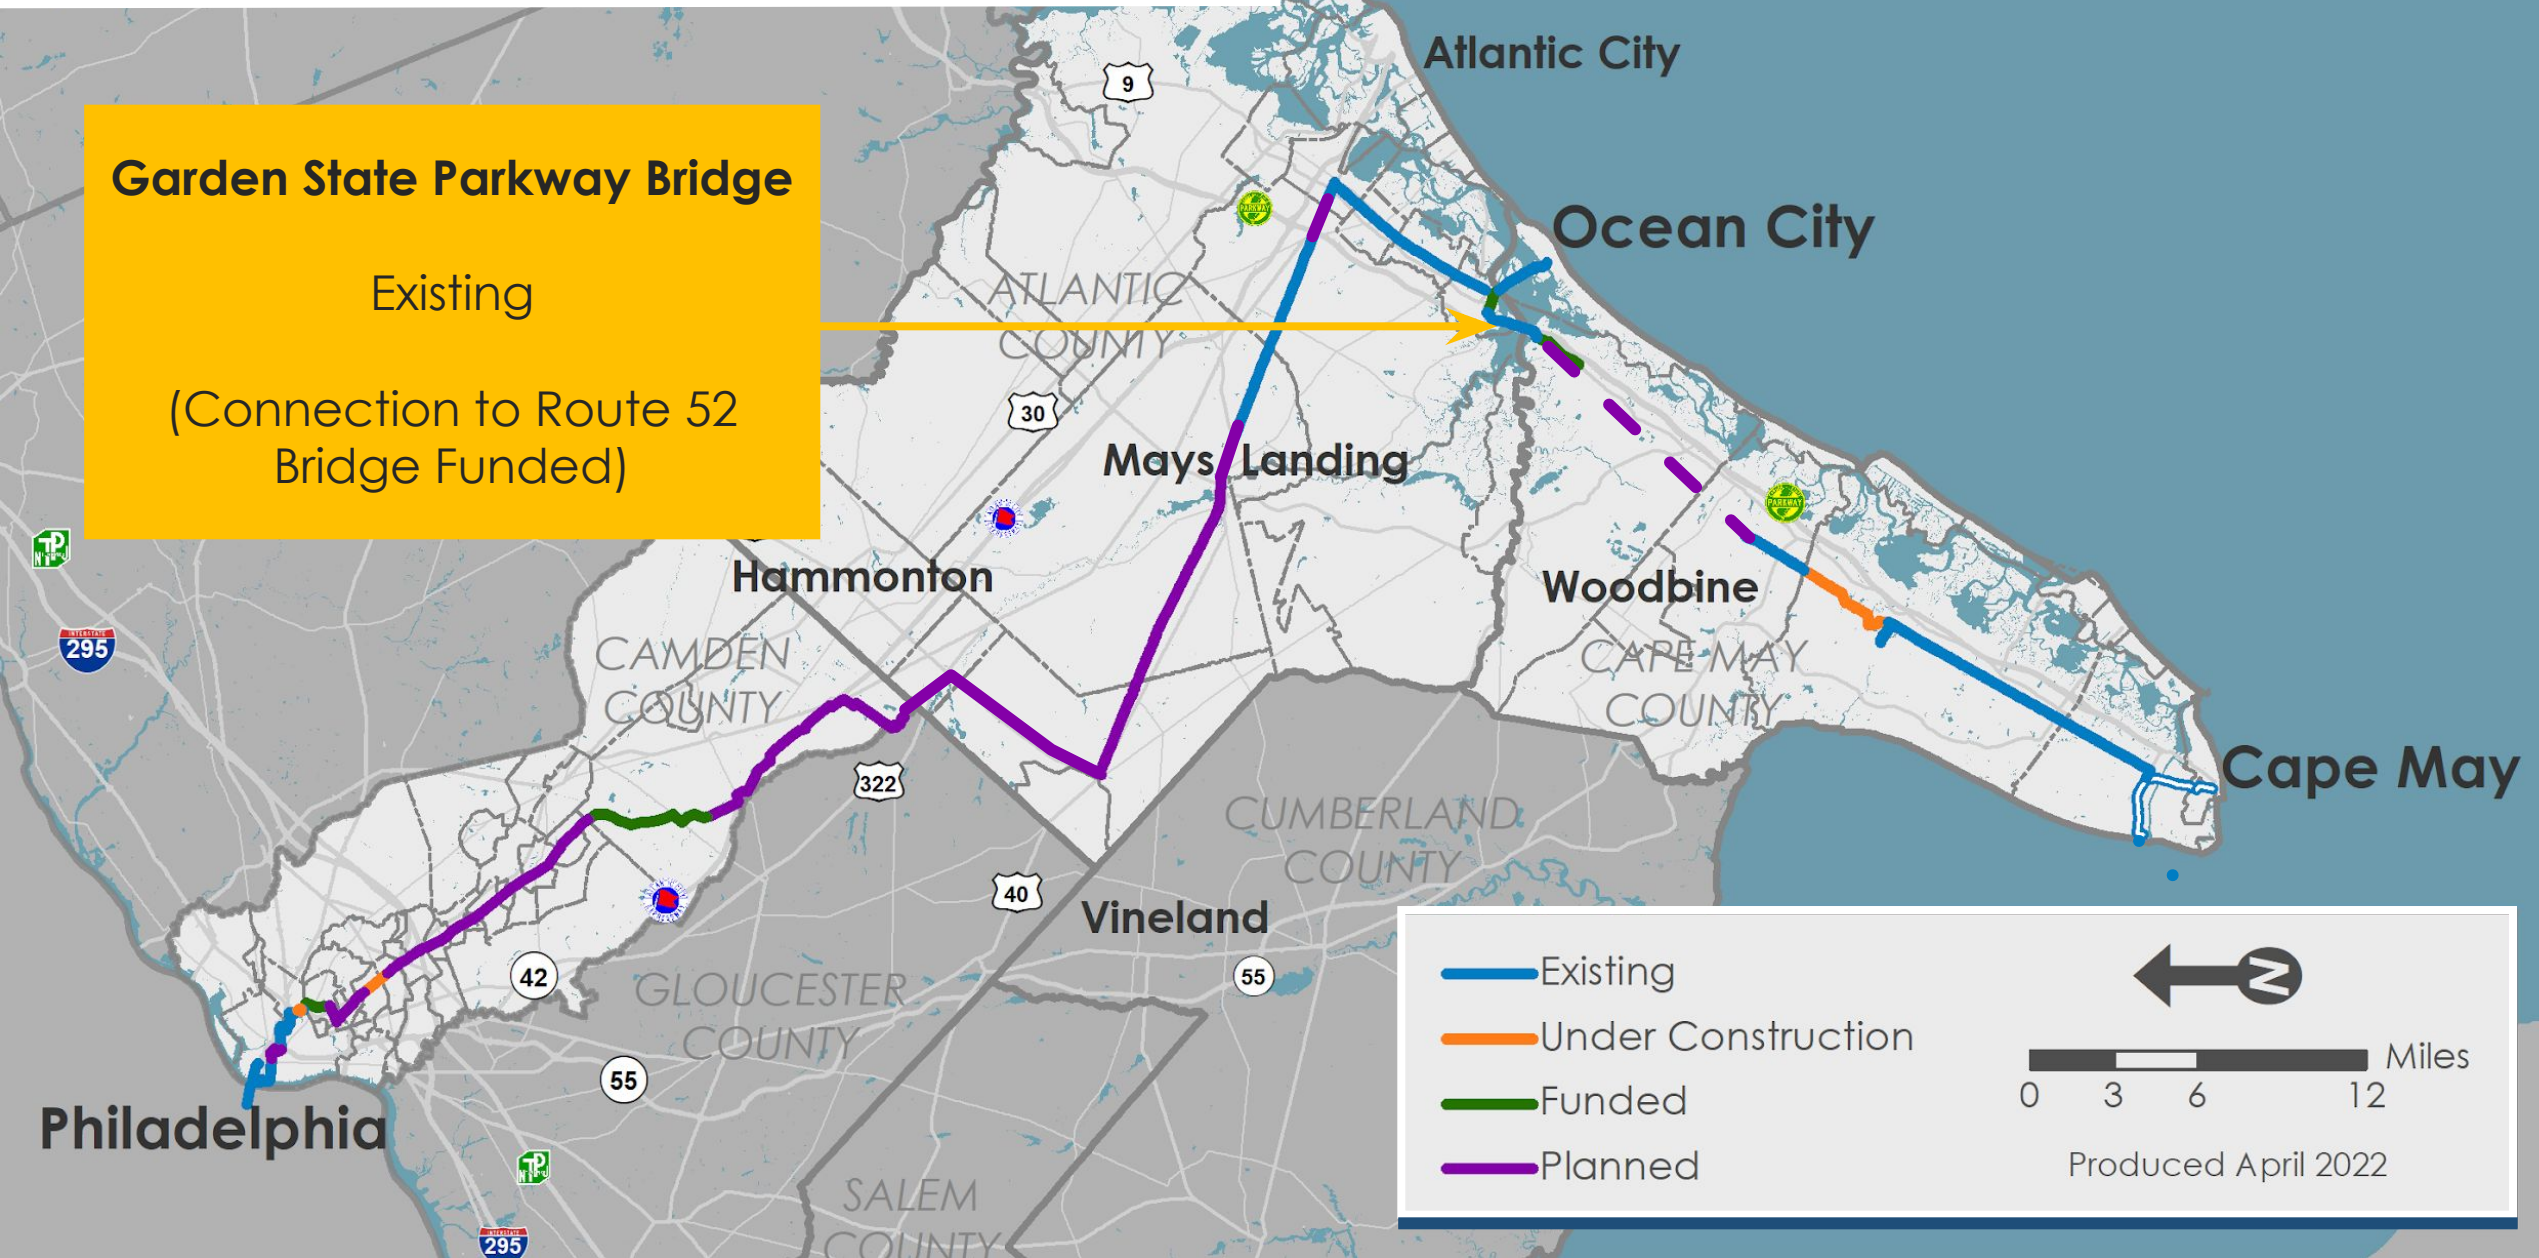 Atlantic City
9
Garden State Parkway Bridge
Existing
(Connection to Route 52
Bridge Funded)
PARKWAY
Ocean City
ATLANTIC
COUNTY
30
Mays Landing
PARKWAY
Hammonton
Woodbine
INTERSTATE
295
CAMDEN
COUNTY
CAPE MAY
COUNTY
322
Cape May
CUMBERLAND
COUNTY
40
Vineland
42
55
GLOUCESTER
COUNTY
55
Philadelphia
SALEM
COUNTY
295
Existing
Under Construction
Funded
Planned
N
Miles
0 3 6 12
Produced April 2022